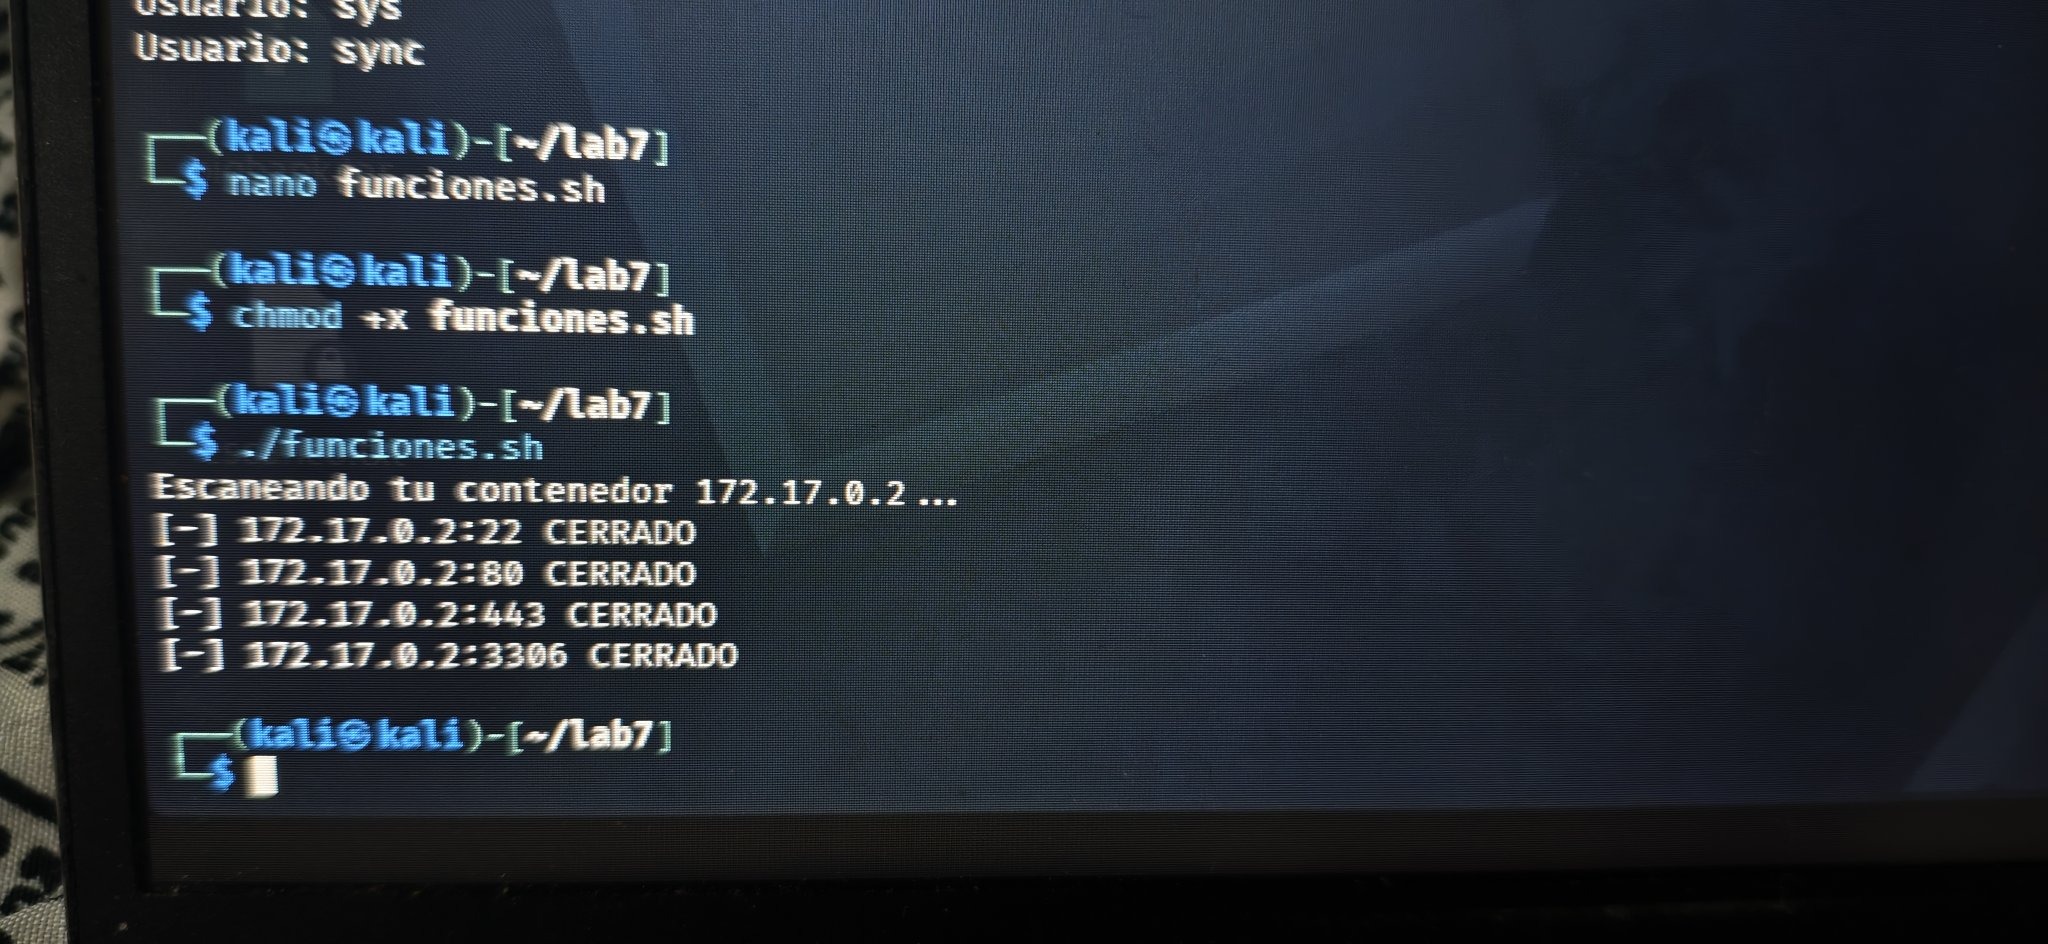 Usuario: sys
Usuario: sync
(kali㉿kali)-[~/lab7]
$ nano funciones.sh
(kali㉿kali)-[~/lab7]
$ chmod +x funciones.sh
(kali㉿kali)-[~/lab7]
$ ./funciones.sh
Escaneando tu contenedor 172.17.0.2...
[-] 172.17.0.2:22 CERRADO
[-] 172.17.0.2:80 CERRADO
[-] 172.17.0.2:443 CERRADO
[-] 172.17.0.2:3306 CERRADO
(kali㉿kali)-[~/lab7]
$